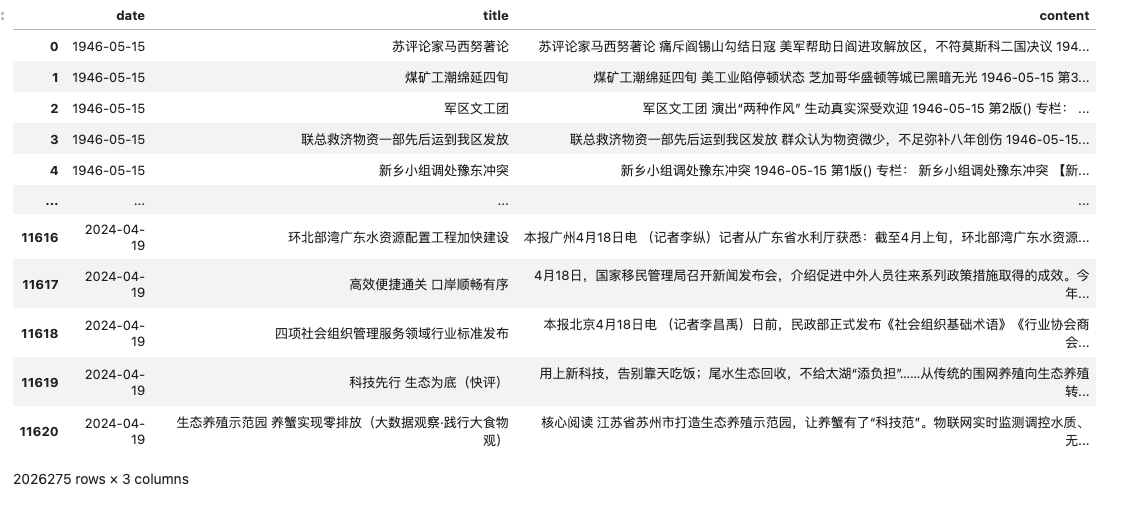 :
date title content
0 1946-05-15 苏评论家马西努著论 苏评论家马西努著论 痛斥阎锡山勾结日寇 美军帮助日阎进攻解放区，不符莫斯科二国决议 194...
1 1946-05-15 煤矿工潮绵延四旬 煤矿工潮绵延四旬 美工业陷停顿状态 芝加哥华盛顿等城已黑暗无光 1946-05-15 第3...
2 1946-05-15 军区文工团 军区文工团 演出“两种作风” 生动真实深受欢迎 1946-05-15 第2版() 专栏： ...
3 1946-05-15 联总救济物资一部先后运到我区发放 联总救济物资一部先后运到我区发放 群众认为物资微少，不足弥补八年创伤 1946-05-15...
4 1946-05-15 新乡小组调处豫东冲突 新乡小组调处豫东冲突 1946-05-15 第1版() 专栏： 新乡小组调处豫东冲突 【新...
... ... ... ...
11616 2024-04-19 环北部湾广东水资源配置工程加快建设 本报广州4月18日电 （记者李纵）记者从广东省水利厅获悉：截至4月上旬，环北部湾广东水资源...
11617 2024-04-19 高效便捷通关 口岸顺畅有序 4月18日，国家移民管理局召开新闻发布会，介绍促进中外人员往来系列政策措施取得的成效。今年...
11618 2024-04-19 四项社会组织管理服务领域行业标准发布 本报北京4月18日电 （记者李昌禹）日前，民政部正式发布《社会组织基础术语》《行业协会商会...
11619 2024-04-19 科技先行 生态为底（快评） 用上新科技，告别靠天吃饭；尾水生态回收，不给太湖“添负担”……从传统的围网养殖向生态养殖转...
11620 2024-04-19 生态养殖示范园 养蟹实现零排放（大数据观察·践行大食物观） 核心阅读 江苏省苏州市打造生态养殖示范园，让养蟹有了“科技范”。物联网实时监测调控水质、无...
2026275 rows × 3 columns